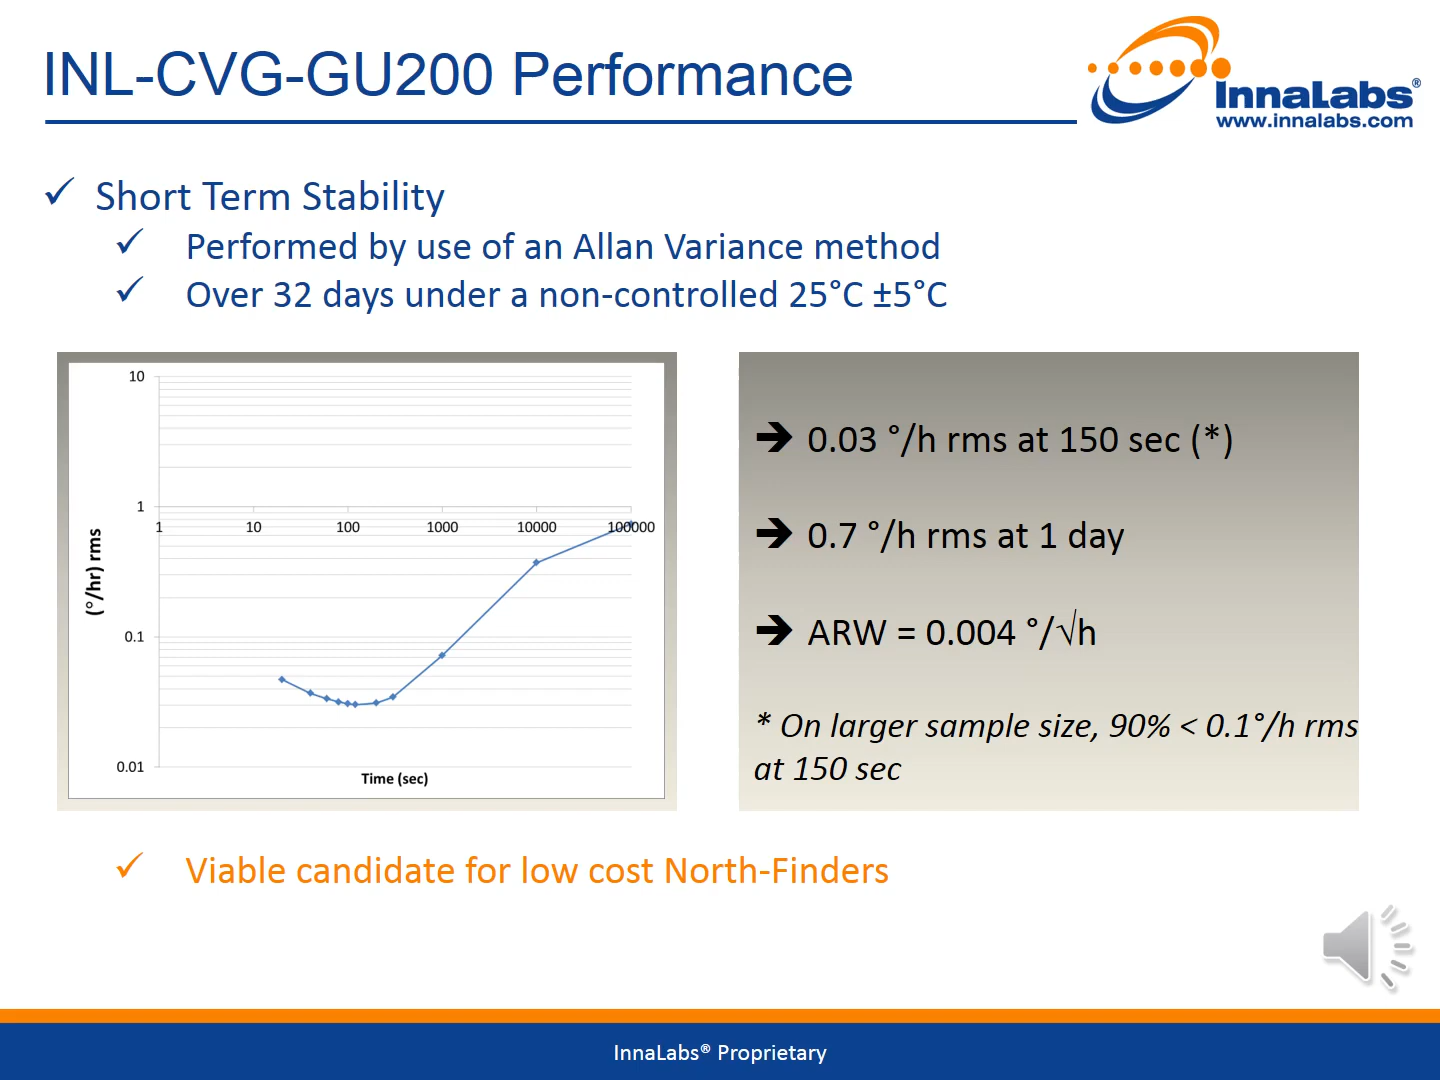 INL-CVG-GU200 Performance
InnaLabs®
www.innalabs.com
✓ Short Term Stability
✓ Performed by use of an Allan Variance method
✓ Over 32 days under a non-controlled 25°C ±5°C
10
1
0.1
0.01
1 10 100 1000 10000 100000
(°/hr) rms
Time (sec)
➔ 0.03 °/h rms at 150 sec (*)
➔ 0.7 °/h rms at 1 day
➔ ARW = 0.004 °/√h
* On larger sample size, 90% < 0.1°/h rms
at 150 sec
✓ Viable candidate for low cost North-Finders
InnaLabs® Proprietary